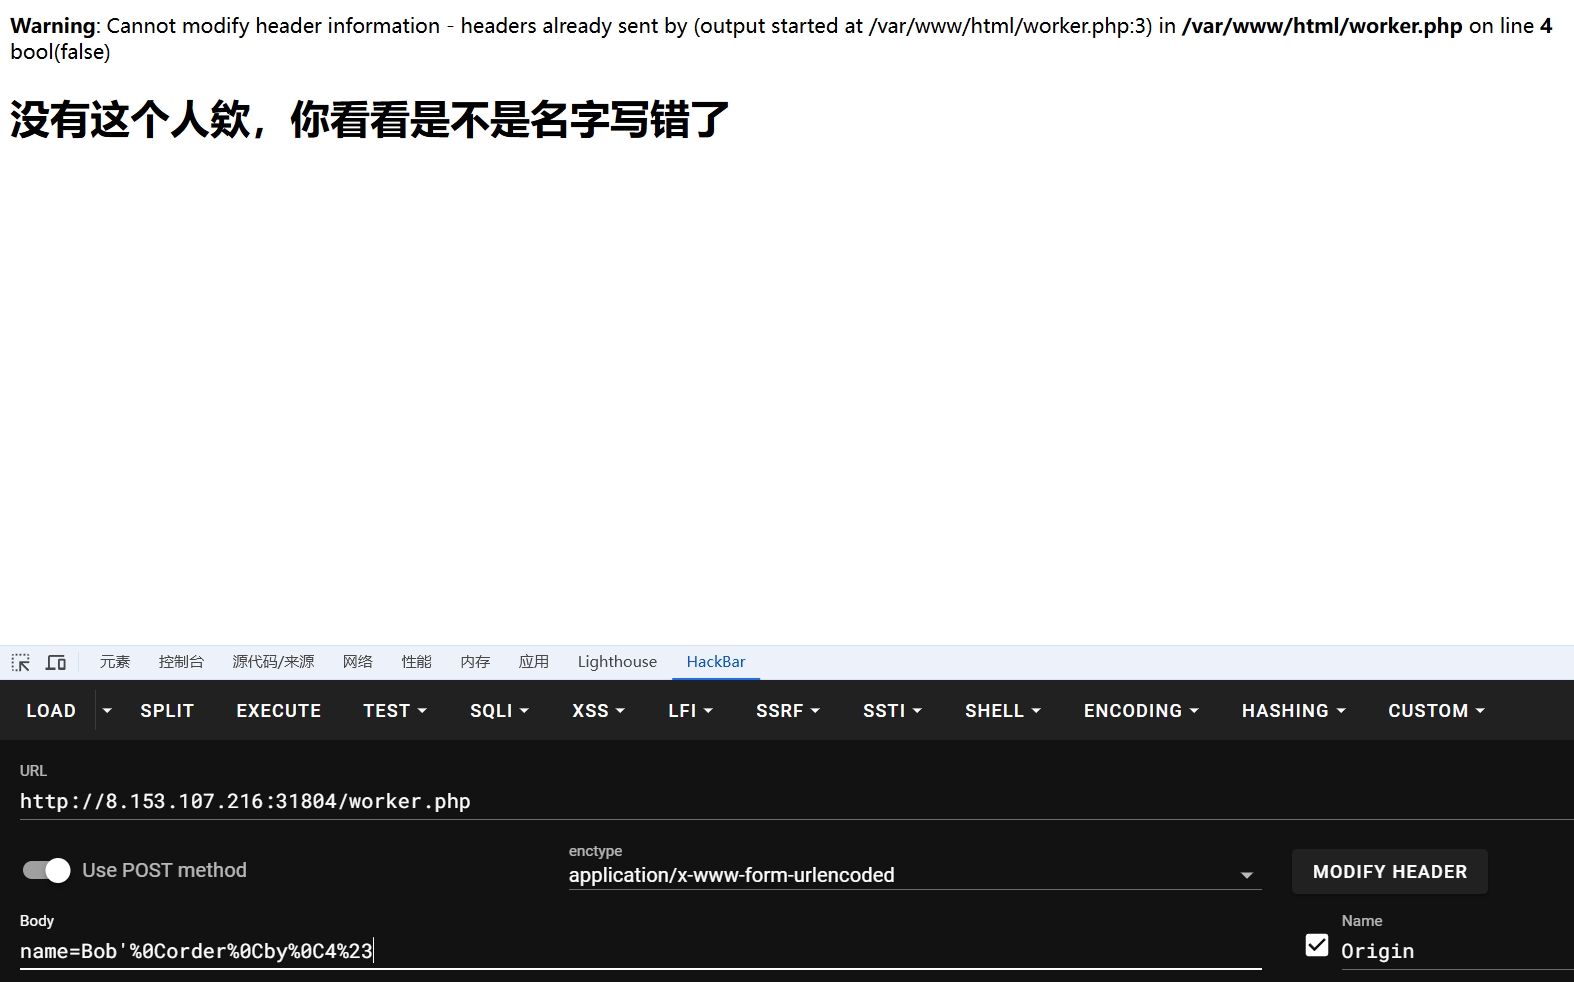 Warning: Cannot modify header information - headers already sent by (output started at /var/www/html/worker.php:3) in /var/www/html/worker.php on line 4
bool(false)
没有这个人欸，你看看是不是名字写错了
元素 控制台 源代码/来源 网络 性能 内存 应用 Lighthouse HackBar
LOAD SPLIT EXECUTE TEST SQLI XSS LFI SSRF SSTI SHELL ENCODING HASHING CUSTOM
URL
http://8.153.107.216:31804/worker.php
Use POST method
enctype
application/x-www-form-urlencoded
MODIFY HEADER
Body
name=Bob'%0Corder%0Cby%0C4%23
Name
Origin